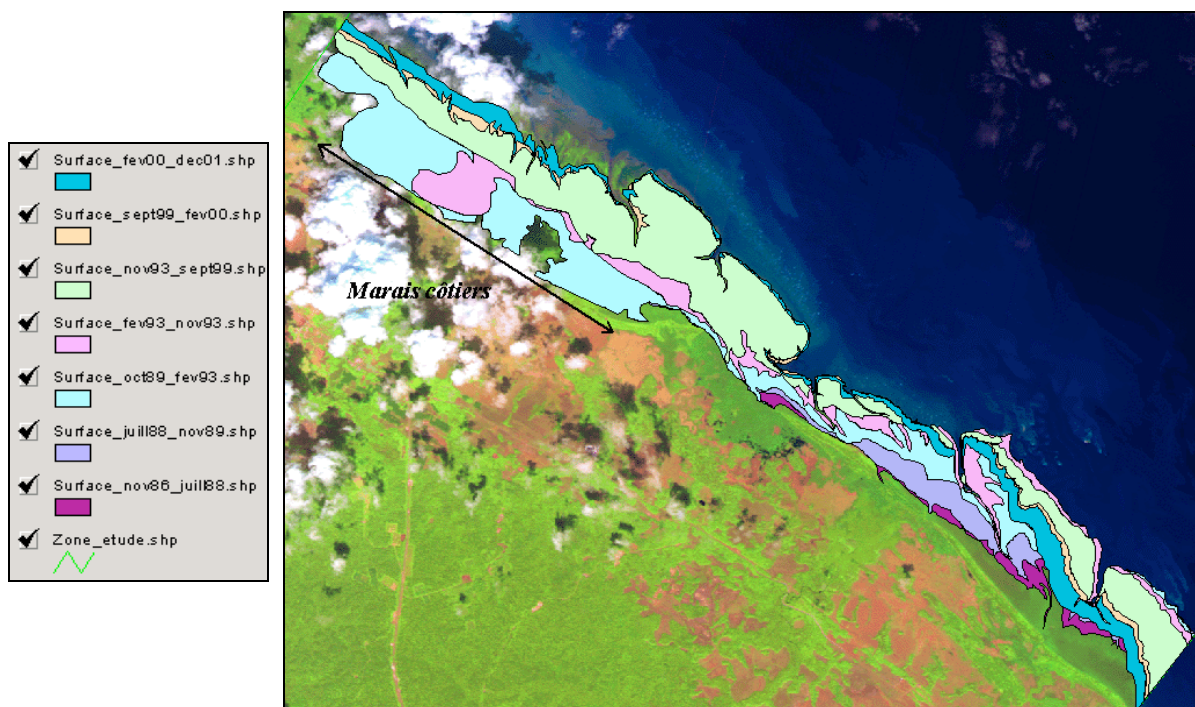 Surface_fev00_dec01.shp
Surface_sept99_fev00.shp
Surface_nov93_sept99.shp
Surface_fev93_nov93.shp
Surface_oct89_fev93.shp
Surface_juill88_nov89.shp
Surface_nov86_juill88.shp
Zone_etude.shp
Marais côtiers